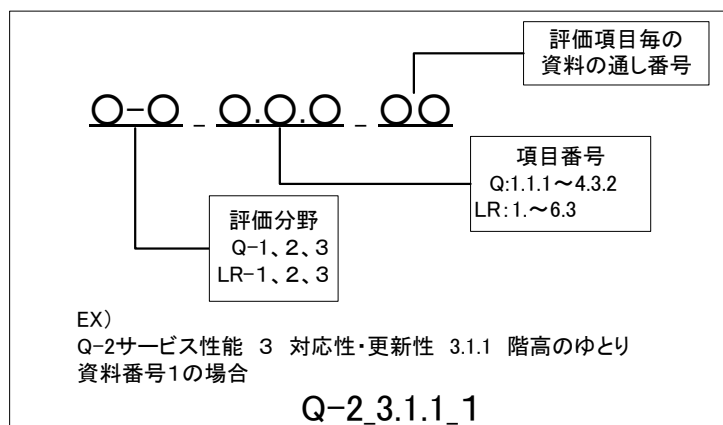 評価項目毎の
資料の通し番号
○-○_○.○.○_○○
項目番号
Q:1.1.1～4.3.2
LR:1.～6.3
評価分野
Q-1、2、3
LR-1、2、3
EX）
Q-2サービス性能　３　対応性・更新性　3.1.1　階高のゆとり
資料番号１の場合
Q-2_3.1.1_1